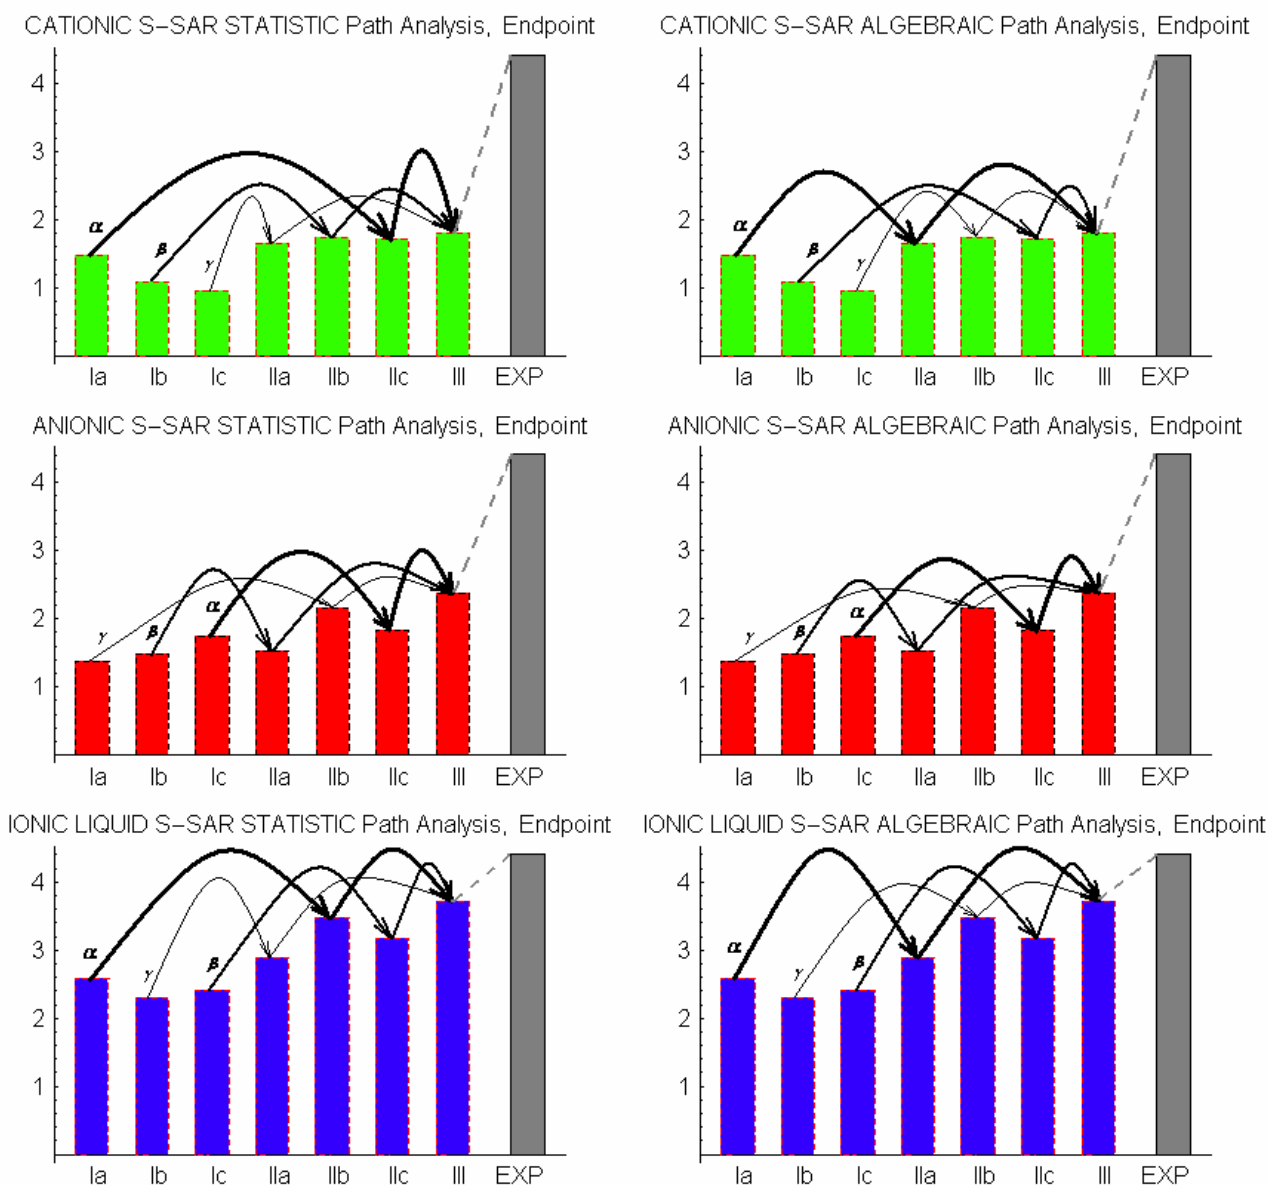 CATIONIC S-SAR STATISTIC Path Analysis, Endpoint
4
3
2
1
α
β
γ
Ia Ib Ic IIa IIb IIc III EXP
CATIONIC S-SAR ALGEBRAIC Path Analysis, Endpoint
4
3
2
1
α
β
γ
Ia Ib Ic IIa IIb IIc III EXP
ANIONIC S-SAR STATISTIC Path Analysis, Endpoint
4
3
2
1
γ
β
α
Ia Ib Ic IIa IIb IIc III EXP
ANIONIC S-SAR ALGEBRAIC Path Analysis, Endpoint
4
3
2
1
γ
β
α
Ia Ib Ic IIa IIb IIc III EXP
IONIC LIQUID S-SAR STATISTIC Path Analysis, Endpoint
4
3
2
1
α
γ
β
Ia Ib Ic IIa IIb IIc III EXP
IONIC LIQUID S-SAR ALGEBRAIC Path Analysis, Endpoint
4
3
2
1
α
γ
β
Ia Ib Ic IIa IIb IIc III EXP